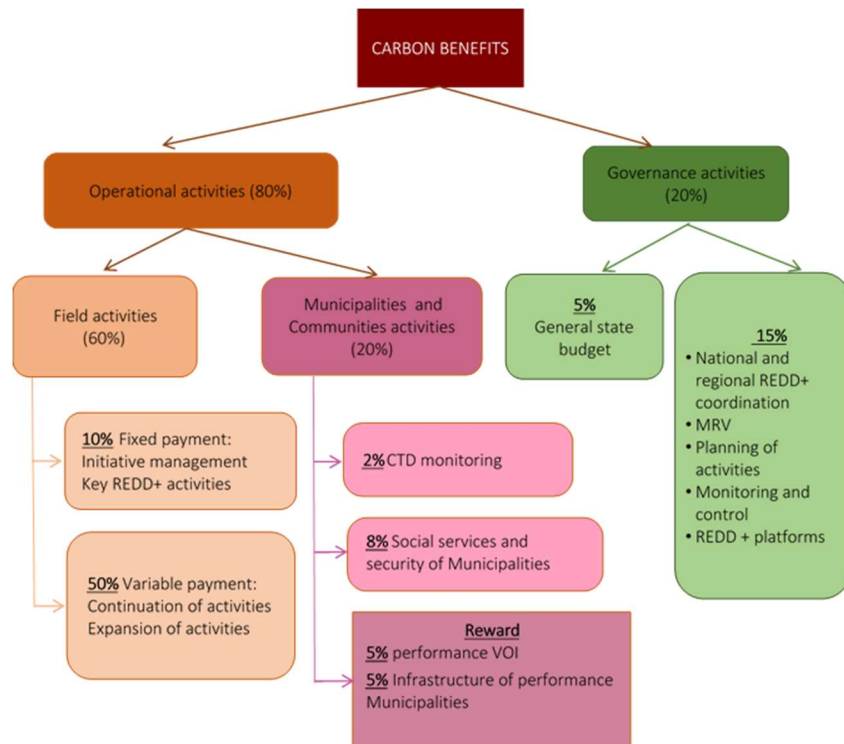 CARBON BENEFITS
Operational activities (80%)
Governance activities
(20%)
Field activities
(60%)
Municipalities and
Communities activities
(20%)
5%
General state
budget
15%
• National and
regional REDD+
coordination
• MRV
• Planning of
activities
• Monitoring and
control
• REDD + platforms
10% Fixed payment:
Initiative management
Key REDD+ activities
50% Variable payment:
Continuation of activities
Expansion of activities
2% CTD monitoring
8% Social services and
security of Municipalities
Reward
5% performance VOI
5% Infrastructure of performance
Municipalities